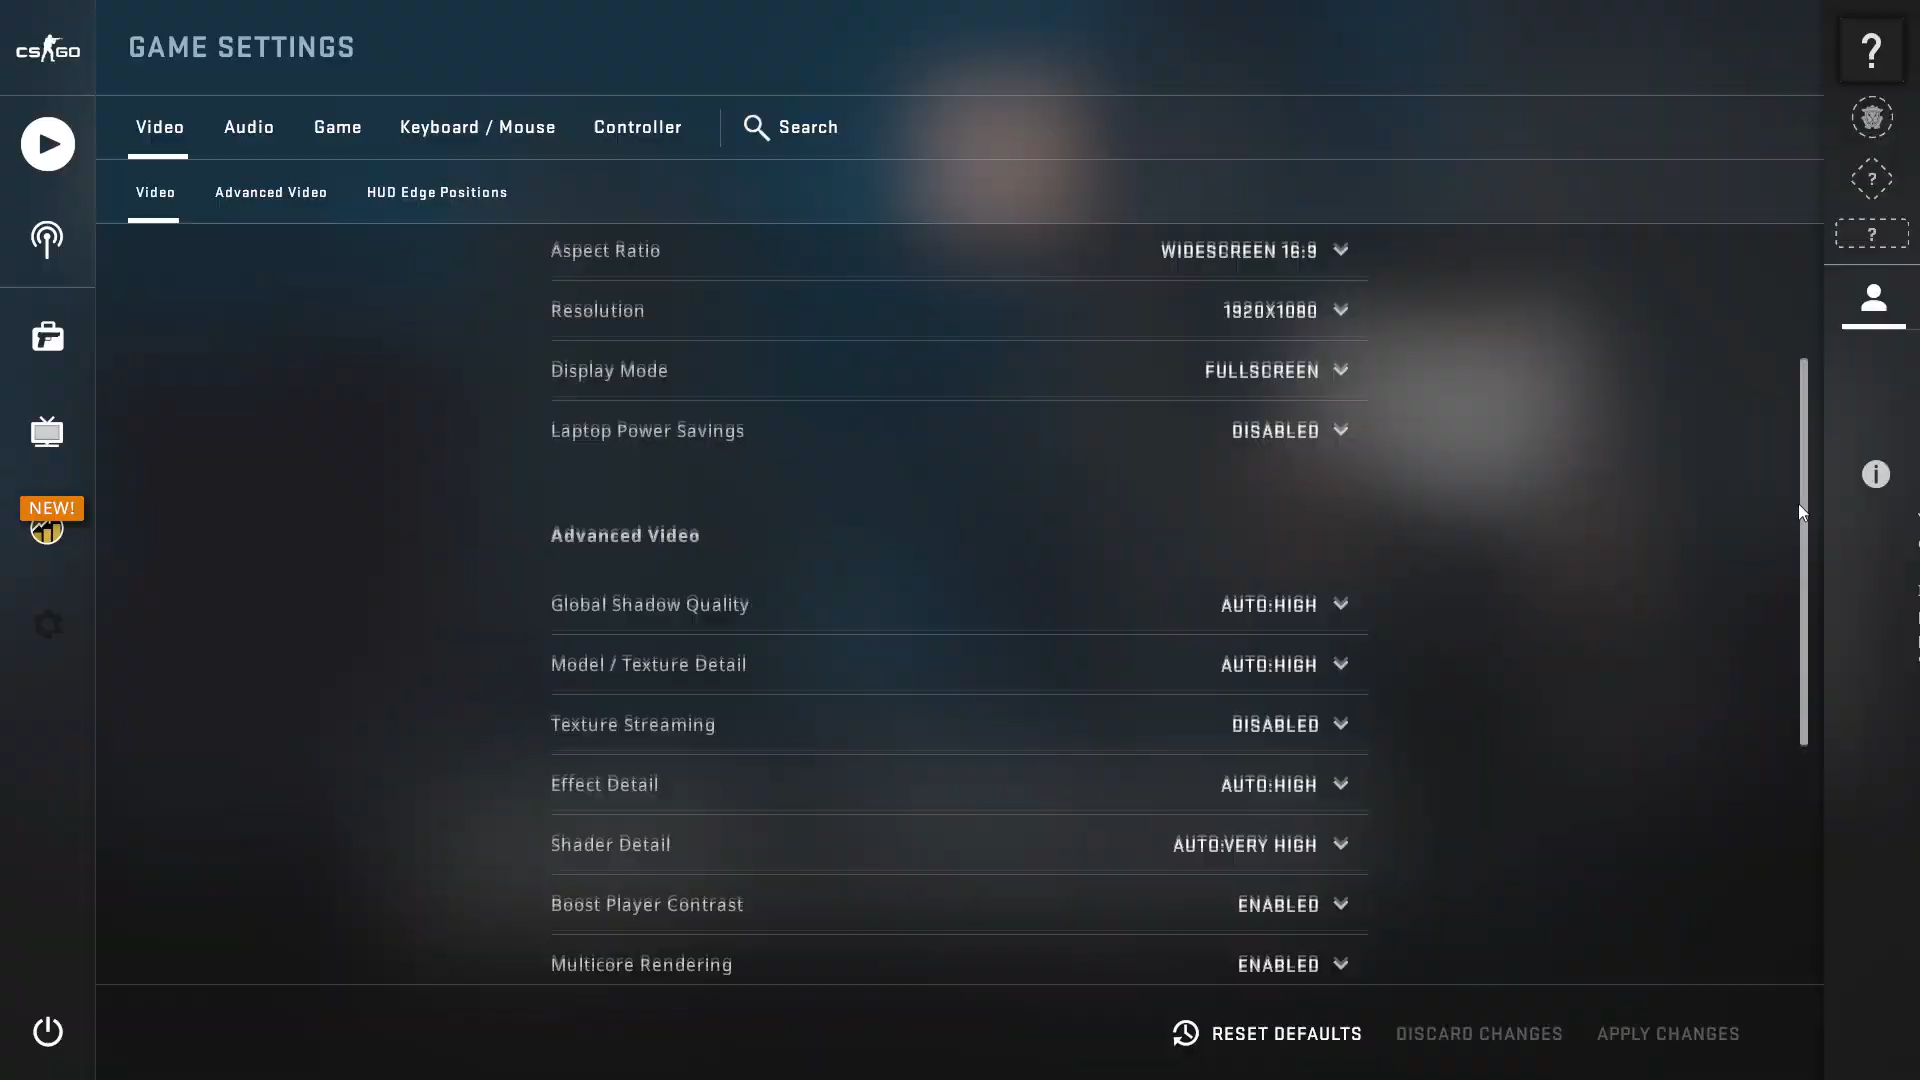 CS GO
GAME SETTINGS
Video Audio Game Keyboard / Mouse Controller Search
Video Advanced Video HUD Edge Positions
Aspect Ratio WIDESCREEN 16:9
Resolution 1920X1080
Display Mode FULLSCREEN
Laptop Power Savings DISABLED
Advanced Video
Global Shadow Quality AUTO:HIGH
Model / Texture Detail AUTO:HIGH
Texture Streaming DISABLED
Effect Detail AUTO:HIGH
Shader Detail AUTO:VERY HIGH
Boost Player Contrast ENABLED
Multicore Rendering ENABLED
NEW!
?
?
?
i
RESET DEFAULTS DISCARD CHANGES APPLY CHANGES